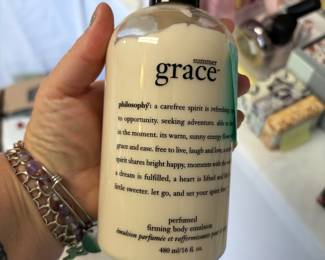 summer
grace™
philosophy®: a carefree spirit is refreshing
to opportunity. seeking adventure. able to
in the moment. its warm, sunny energy
grace and ease. free to live, laugh and love, a
spirit shares bright happy, moments with the
a dream is fulfilled, a heart is lifted and
little sweeter. let go, and set your spirit
perfumed
firming body emulsion
émulsion parfumée et raffermissante pour
480 ml/16 fl. oz.